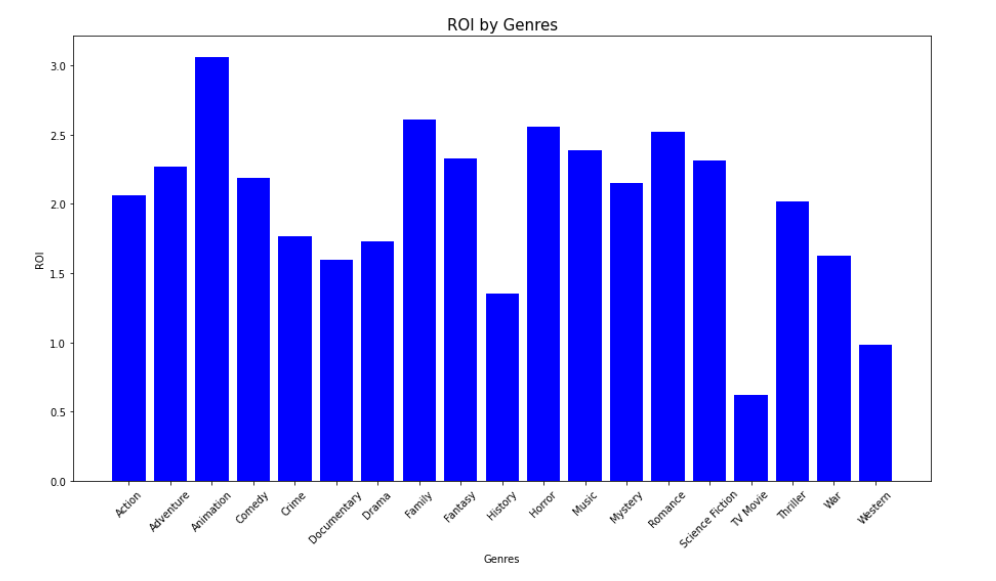 ROI by Genres
3.0
2.5
2.0
1.5
1.0
0.5
0.0
ROI
Action
Adventure
Animation
Comedy
Crime
Documentary
Drama
Family
Fantasy
History
Horror
Music
Mystery
Romance
Science Fiction
TV Movie
Thriller
War
Western
Genres